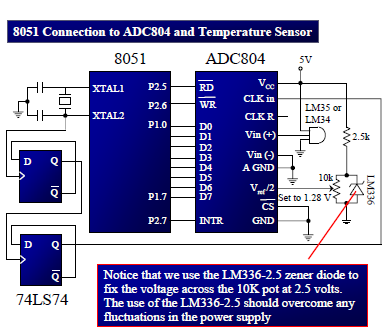 8051 Connection to ADC804 and Temperature Sensor
8051
ADC804
5V
XTAL1
XTAL2
P2.5
P2.6
P1.0
P1.7
P2.7
RD
WR
D0
D1
D2
D3
D4
D5
D6
D7
INTR
Vcc
CLK in
CLK R
Vin (+)
Vin (-)
A GND
Vref/2
CS
GND
LM35 or
LM34
2.5k
10k
LM336
Set to 1.28 V
D Q
Q
D Q
Q
74LS74
Notice that we use the LM336-2.5 zener diode to
fix the voltage across the 10K pot at 2.5 volts.
The use of the LM336-2.5 should overcome any
fluctuations in the power supply